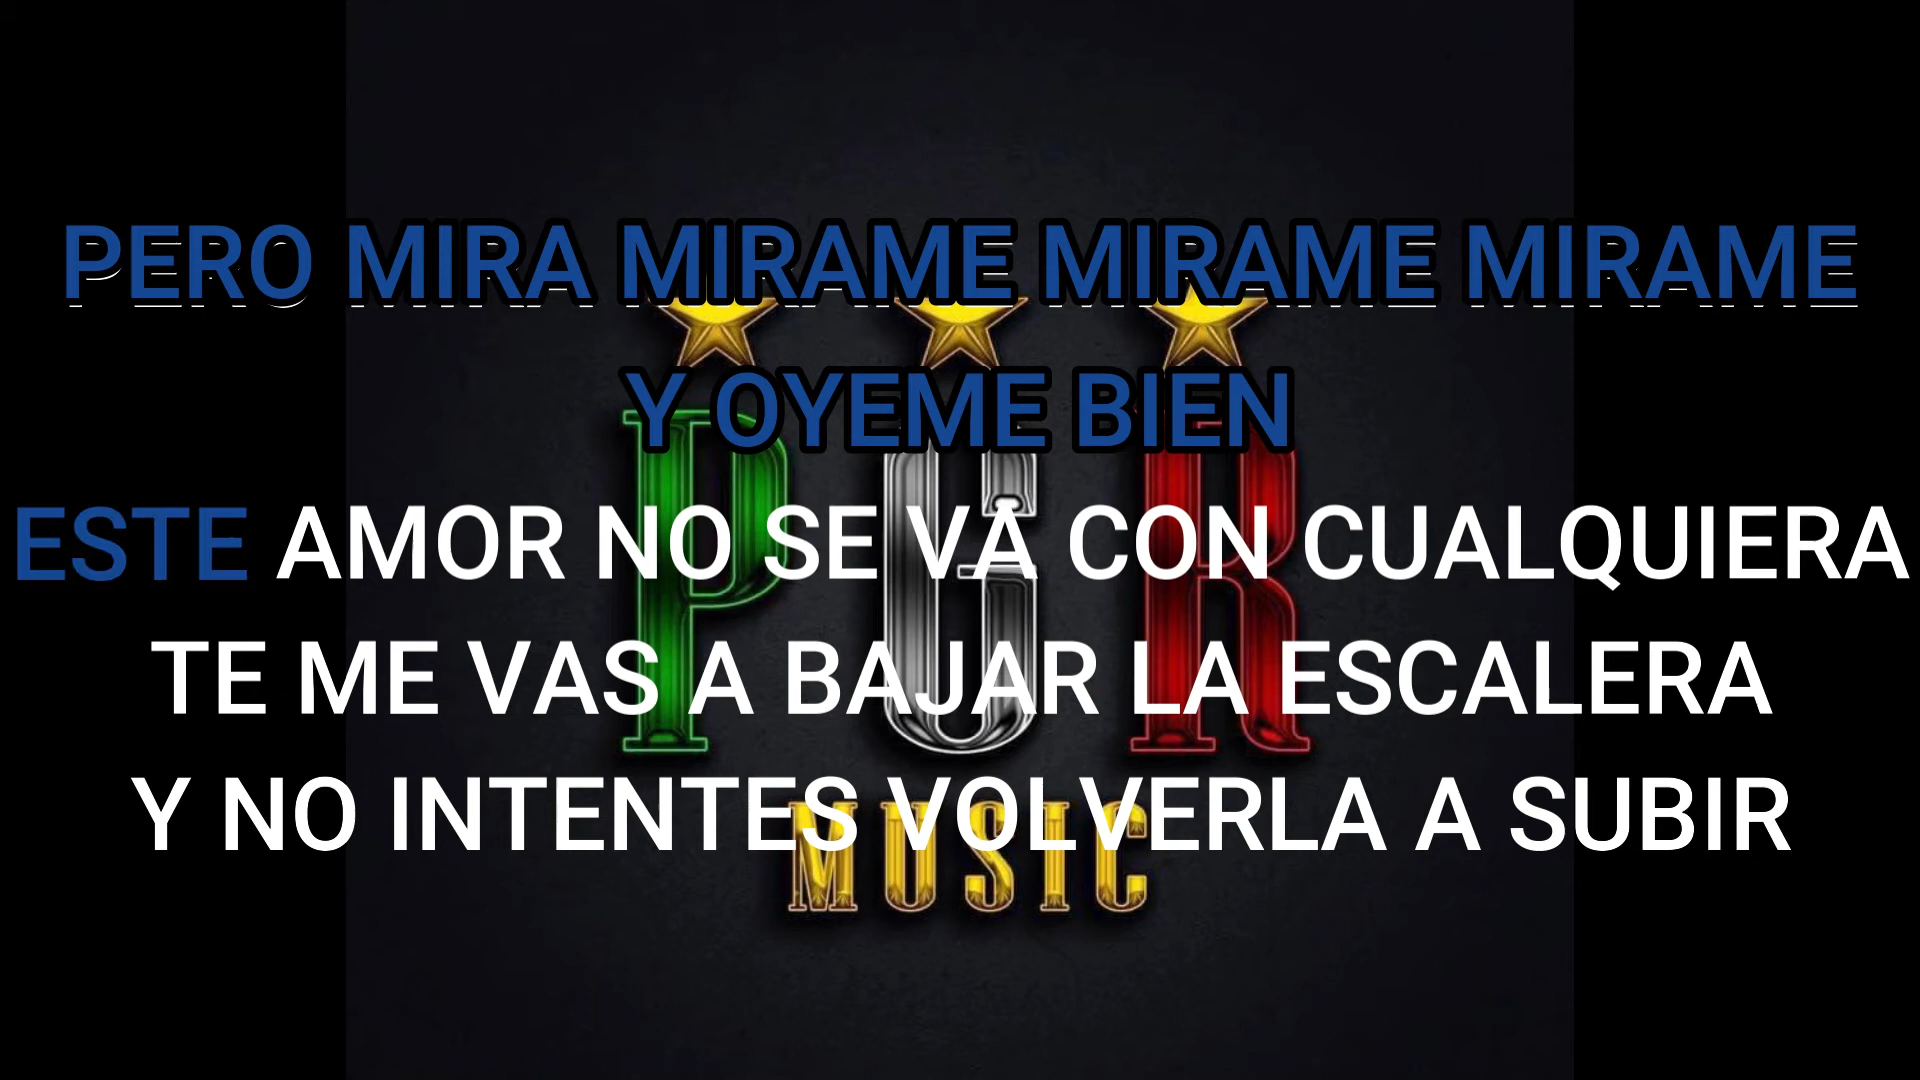 PERO MIRA MIRAME MIRAME MIRAME
Y OYEME BIEN
ESTE AMOR NO SE VA CON CUALQUIERA
TE ME VAS A BAJAR LA ESCALERA
Y NO INTENTES VOLVERLA A SUBIR
PGR
MUSIC